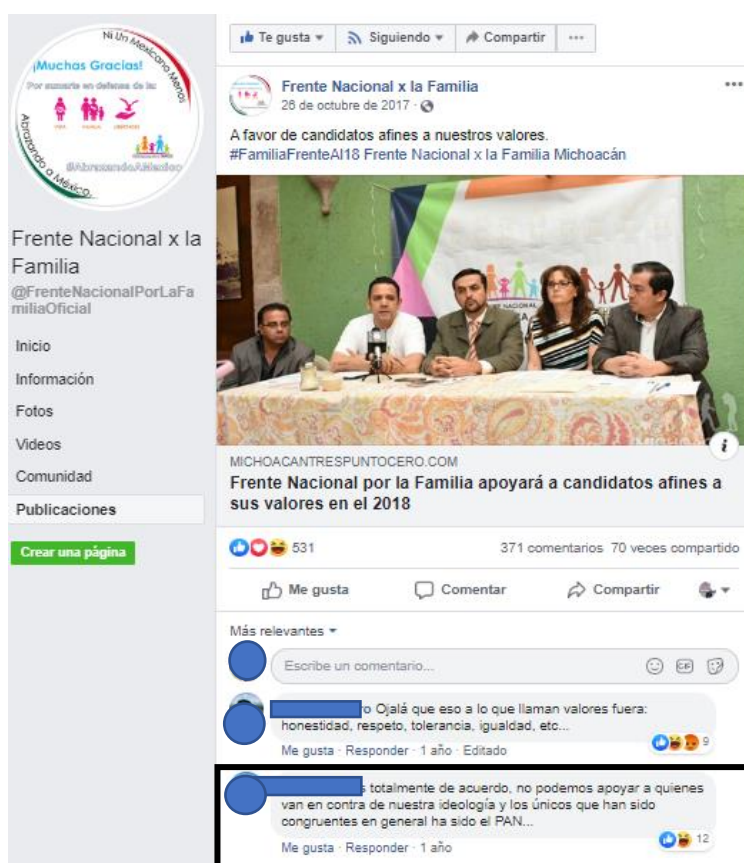 Ni Un Mexicano Menos
¡Muchas Gracias!
Por sumarte en defensa de la:
VIDA FAMILIA LIBERTADES
#AbrazandoAMexico
Abrazando a México.
Te gusta Siguiendo Compartir ...
Frente Nacional x la Familia
26 de octubre de 2017 ·
A favor de candidatos afines a nuestros valores.
#FamiliaFrenteAl18 Frente Nacional x la Familia Michoacán
Frente Nacional x la
Familia
@FrenteNacionalPorLaFa
miliaOficial
Inicio
Información
Fotos
Videos
Comunidad
Publicaciones
Crear una página
FRENTE NACIONAL
MICHOACANTRESPUNTOCERO.COM
Frente Nacional por la Familia apoyará a candidatos afines a
sus valores en el 2018
531 371 comentarios 70 veces compartido
Me gusta Comentar Compartir
Más relevantes
Escribe un comentario... GIF
o Ojalá que eso a lo que llaman valores fuera:
honestidad, respeto, tolerancia, igualdad, etc...
Me gusta · Responder · 1 año · Editado 9
s totalmente de acuerdo, no podemos apoyar a quienes
van en contra de nuestra ideología y los únicos que han sido
congruentes en general ha sido el PAN...
Me gusta · Responder · 1 año 12